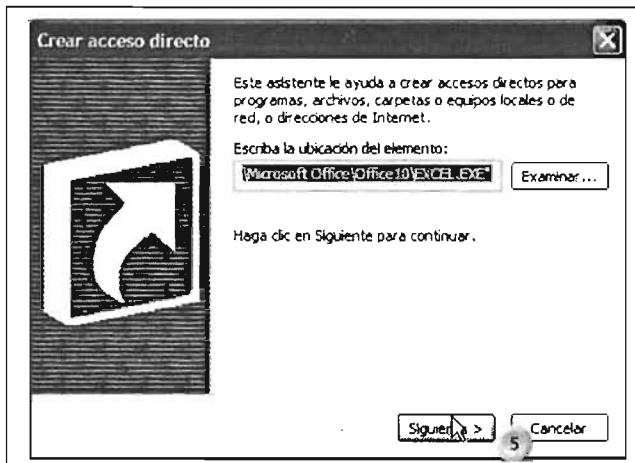 Crear acceso directo
Este asistente le ayuda a crear accesos directos para
programas, archivos, carpetas o equipos locales o de
red, o direcciones de Internet.
Escriba la ubicación del elemento:
\Microsoft Office\Office10\EXCEL.EXE"
Examinar...
Haga clic en Siguiente para continuar.
Siguiente >
5
Cancelar